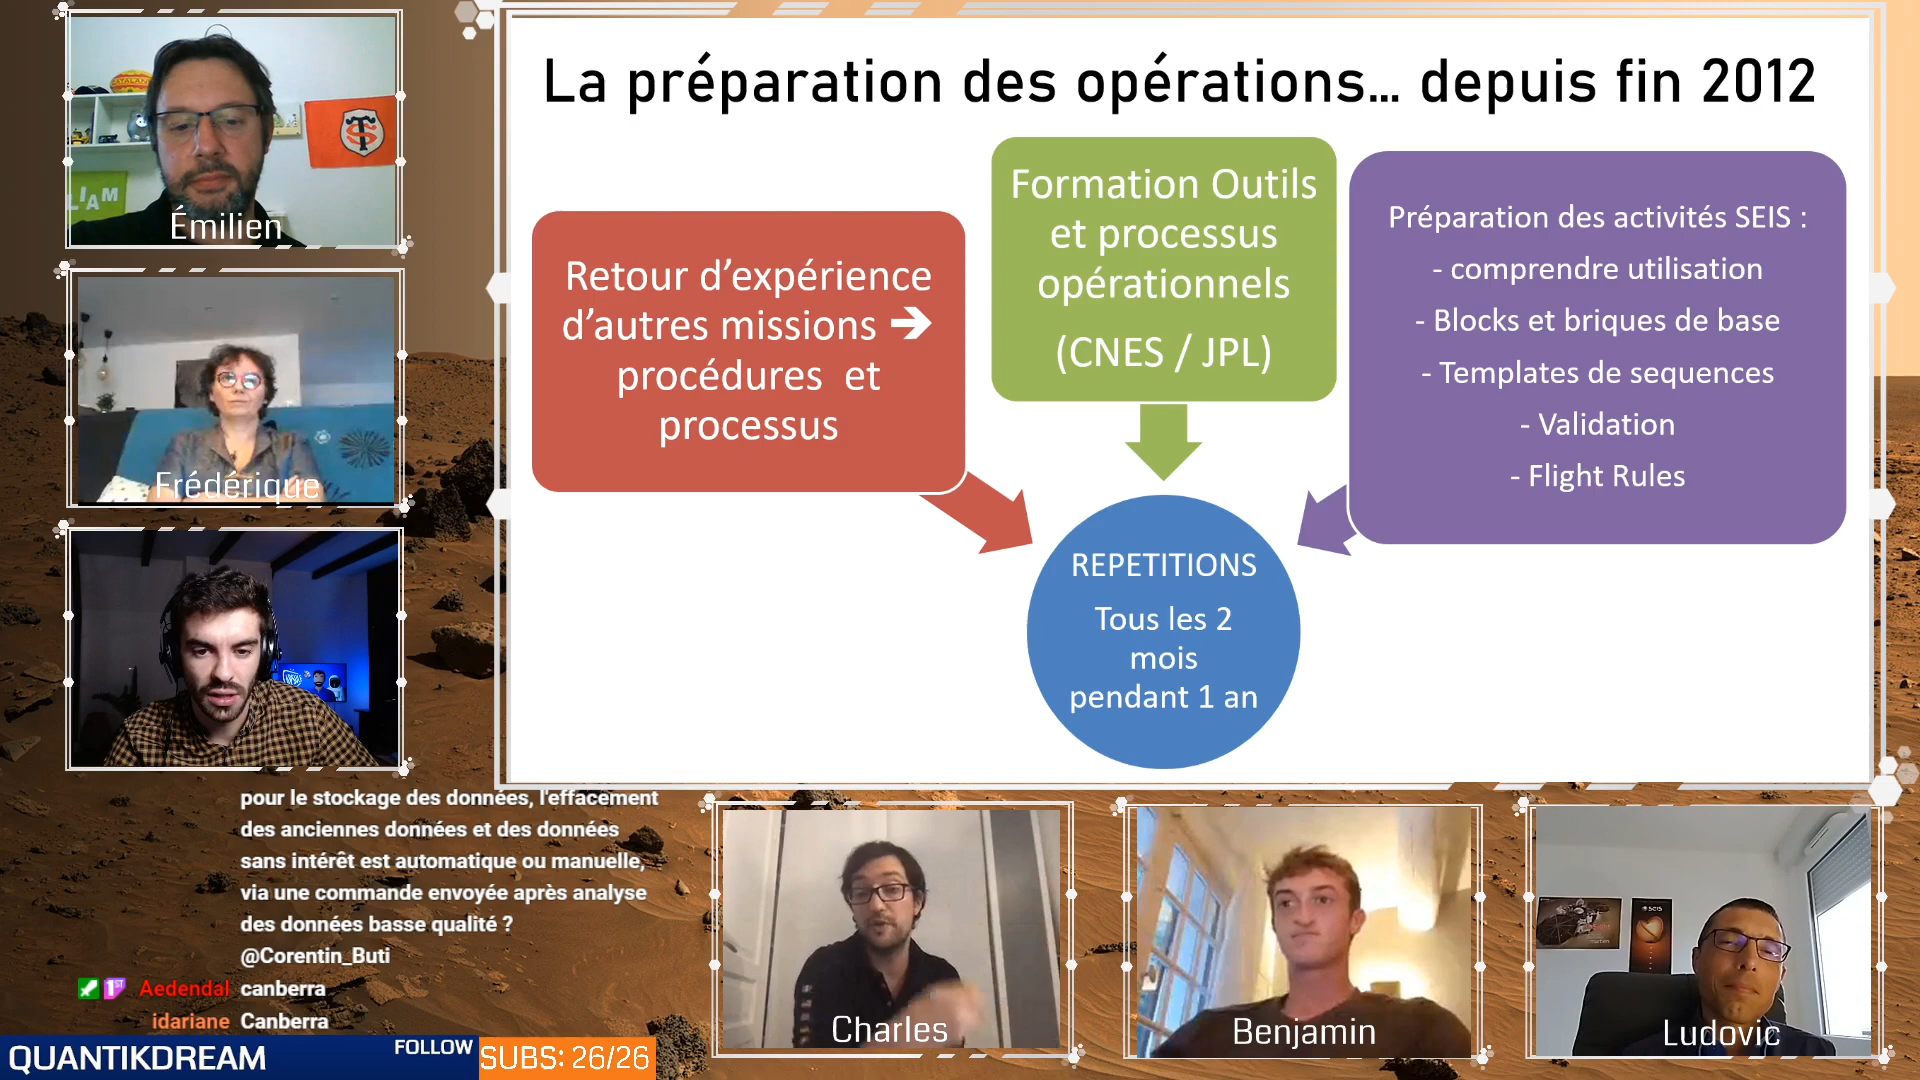 La préparation des opérations... depuis fin 2012
Retour d’expérience
d’autres missions ➔
procédures et
processus
Formation Outils
et processus
opérationnels
(CNES / JPL)
Préparation des activités SEIS :
- comprendre utilisation
- Blocks et briques de base
- Templates de sequences
- Validation
- Flight Rules
REPETITIONS
Tous les 2
mois
pendant 1 an
Émilien
Frédérique
pour le stockage des données, l'effacement
des anciennes données et des données
sans intérêt est automatique ou manuelle,
via une commande envoyée après analyse
des données basse qualité ?
@Corentin_Buti
Aedendal canberra
idariane Canberra
QUANTIKDREAM
FOLLOW
SUBS: 26/26
Charles
Benjamin
Ludovic